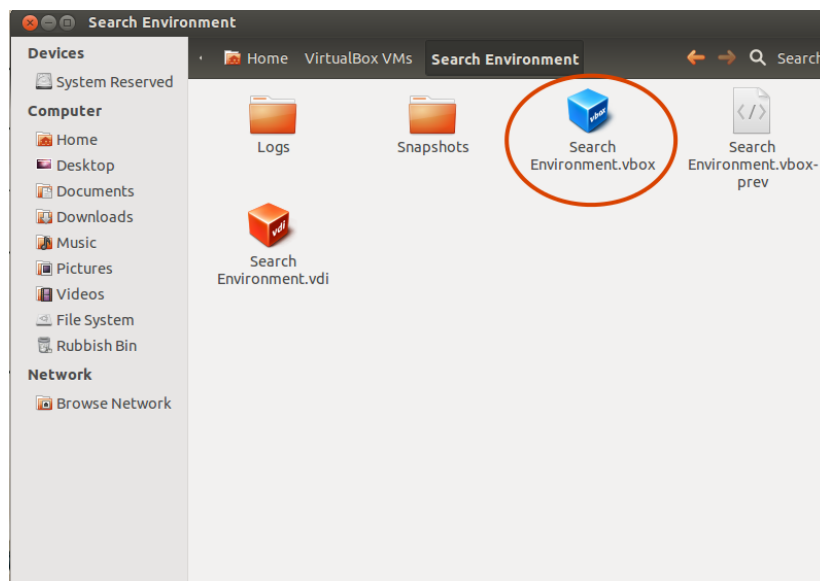 Search Environment
Devices
System Reserved
Computer
Home
Desktop
Documents
Downloads
Music
Pictures
Videos
File System
Rubbish Bin
Network
Browse Network
Home VirtualBox VMs Search Environment
Search
Logs
Snapshots
vbox
Search
Environment.vbox
</>
Search
Environment.vbox-
prev
vdi
Search
Environment.vdi